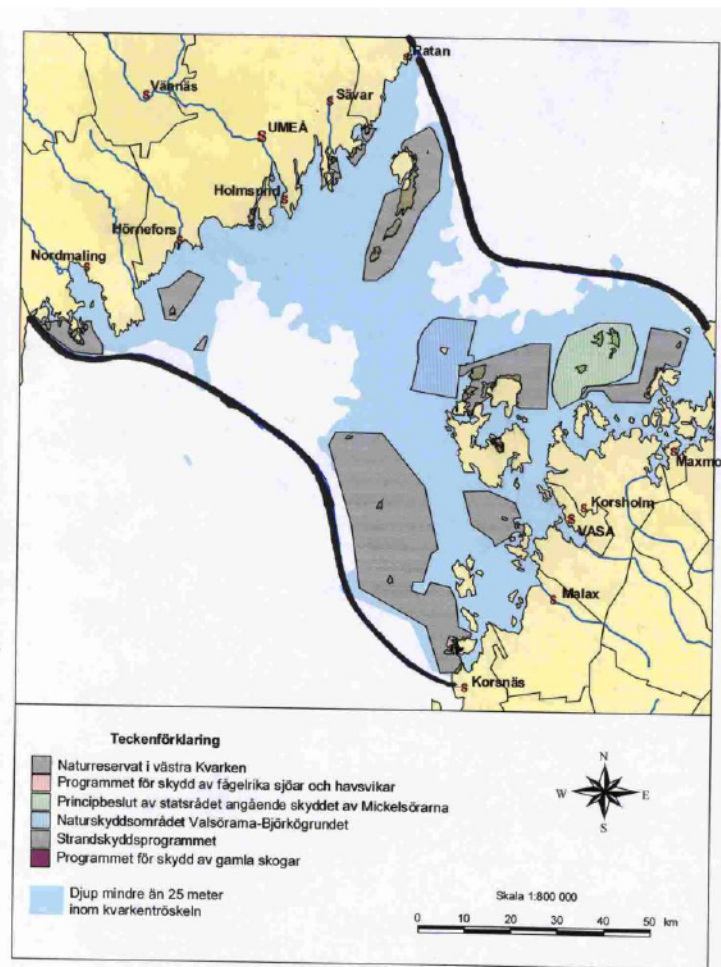 Ratan
Vännäs
Sävar
UMEÅ
Holmsund
Hörnefors
Nordmaling
Maxmo
Korsholm
VASA
Malax
Korsnäs
Teckenförklaring
Naturreservat i västra Kvarken
Programmet för skydd av fågelrika sjöar och havsvikar
Principbeslut av statsrådet angående skyddet av Mickelsörarna
Naturskyddsområdet Valsörarna-Björkögrundet
Strandskyddsprogrammet
Programmet för skydd av gamla skogar
Djup mindre än 25 meter
inom kvarkentröskeln
N
W E
S
Skala 1:800 000
0 10 20 30 40 50 km